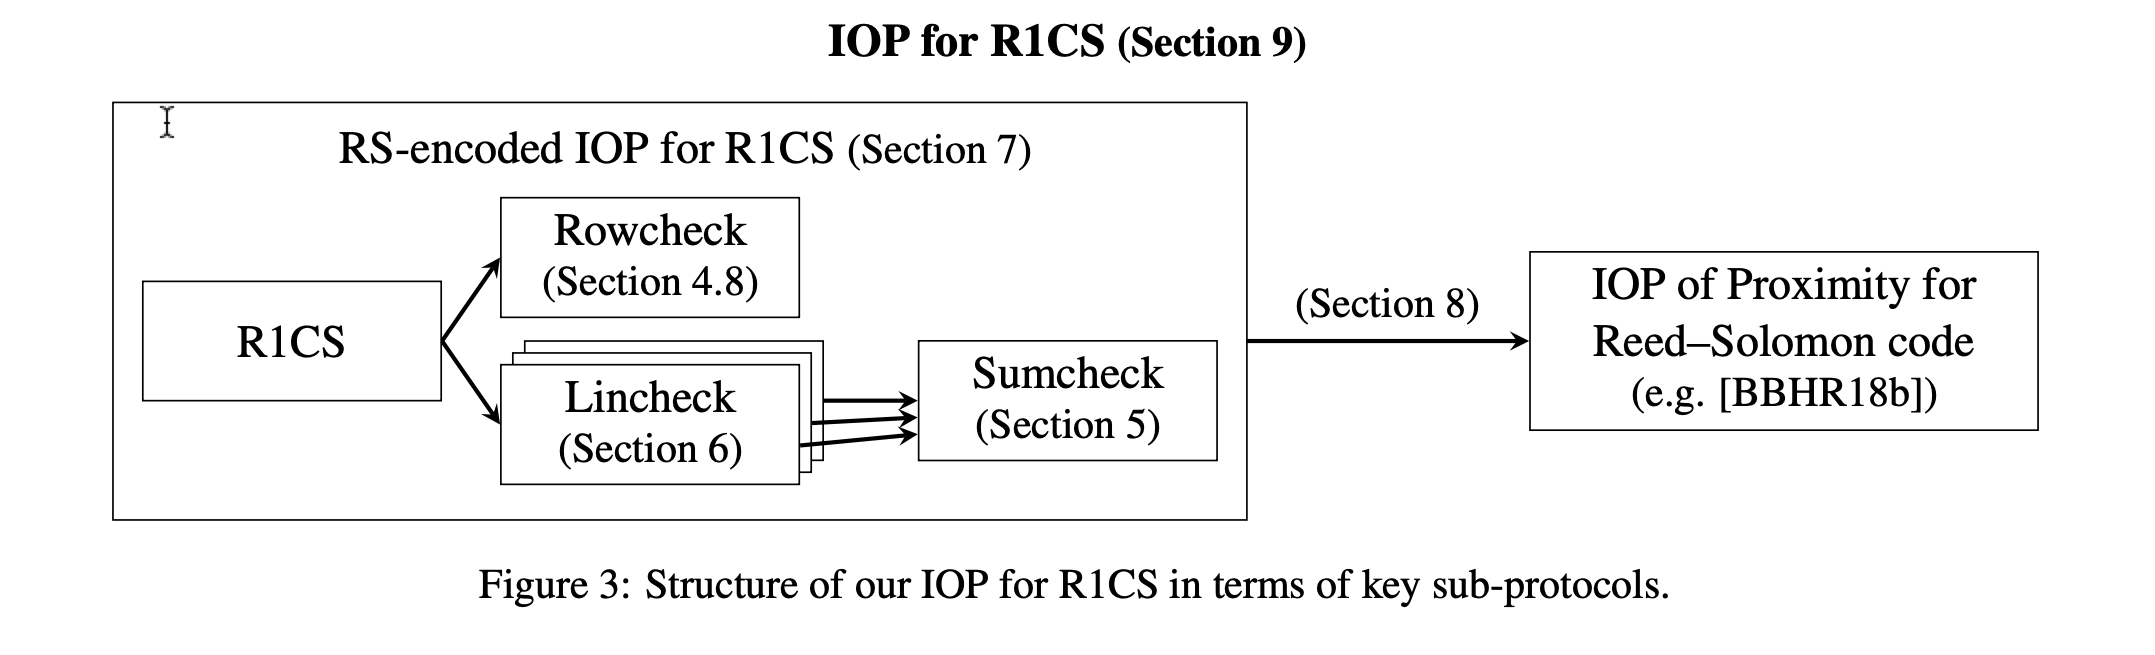 IOP for R1CS (Section 9)
RS-encoded IOP for R1CS (Section 7)
Rowcheck
(Section 4.8)
R1CS
Lincheck
(Section 6)
Sumcheck
(Section 5)
(Section 8)
IOP of Proximity for
Reed–Solomon code
(e.g. [BBHR18b])
Figure 3: Structure of our IOP for R1CS in terms of key sub-protocols.